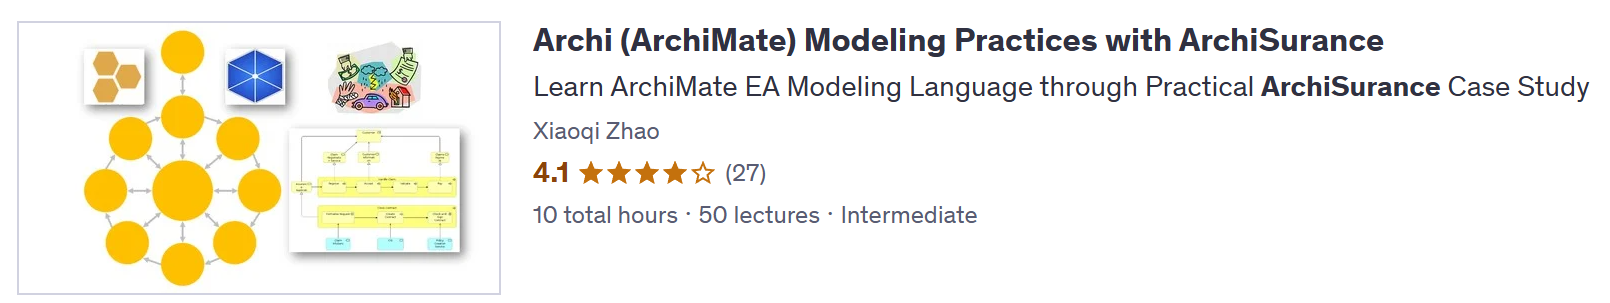 Archi (ArchiMate) Modeling Practices with ArchiSurance
Learn ArchiMate EA Modeling Language through Practical ArchiSurance Case Study
Xiaoqi Zhao
4.1 (27)
10 total hours · 50 lectures · Intermediate